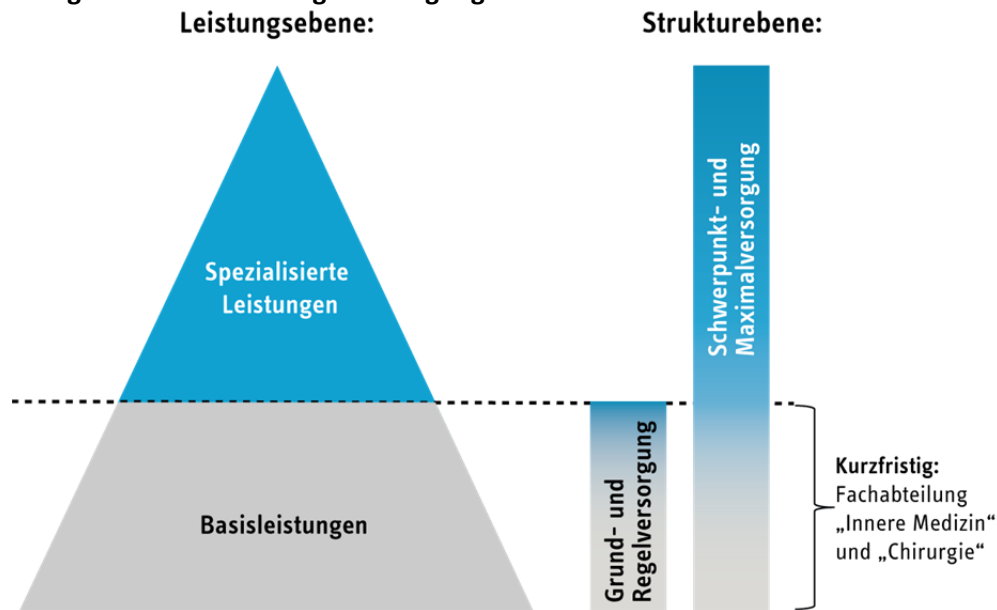 Leistungsebene:
Strukturebene:
Spezialisierte
Leistungen
Basisleistungen
Schwerpunkt- und
Maximalversorgung
Grund- und
Regelversorgung
Kurzfristig:
Fachabteilung
„Innere Medizin“
und „Chirurgie“